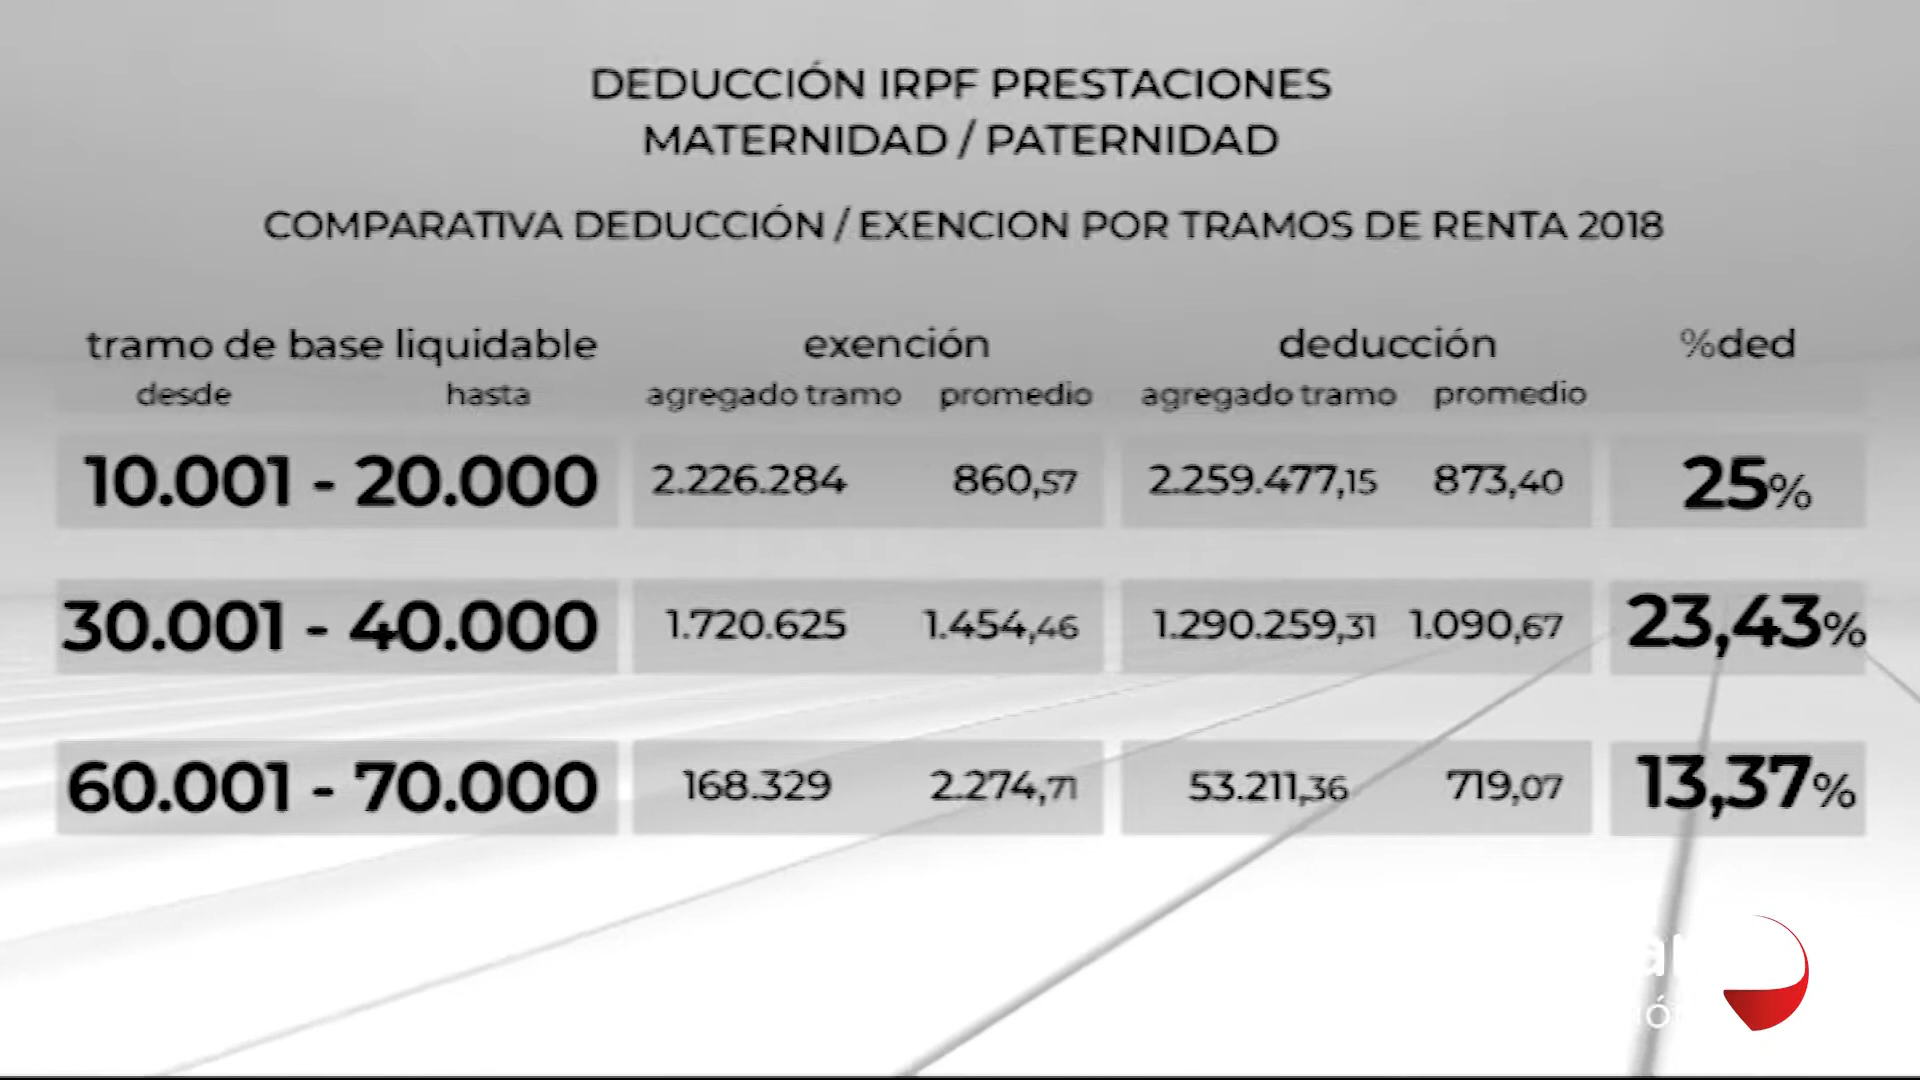 DEDUCCIÓN IRPF PRESTACIONES
MATERNIDAD / PATERNIDAD
COMPARATIVA DEDUCCIÓN / EXENCION POR TRAMOS DE RENTA 2018
tramo de base liquidable exención deducción %ded
desde hasta agregado tramo promedio agregado tramo promedio
10.001 - 20.000 2.226.284 860,57 2.259.477,15 873,40 25%
30.001 - 40.000 1.720.625 1.454,46 1.290.259,31 1.090,67 23,43%
60.001 - 70.000 168.329 2.274,71 53.211,36 719,07 13,37%